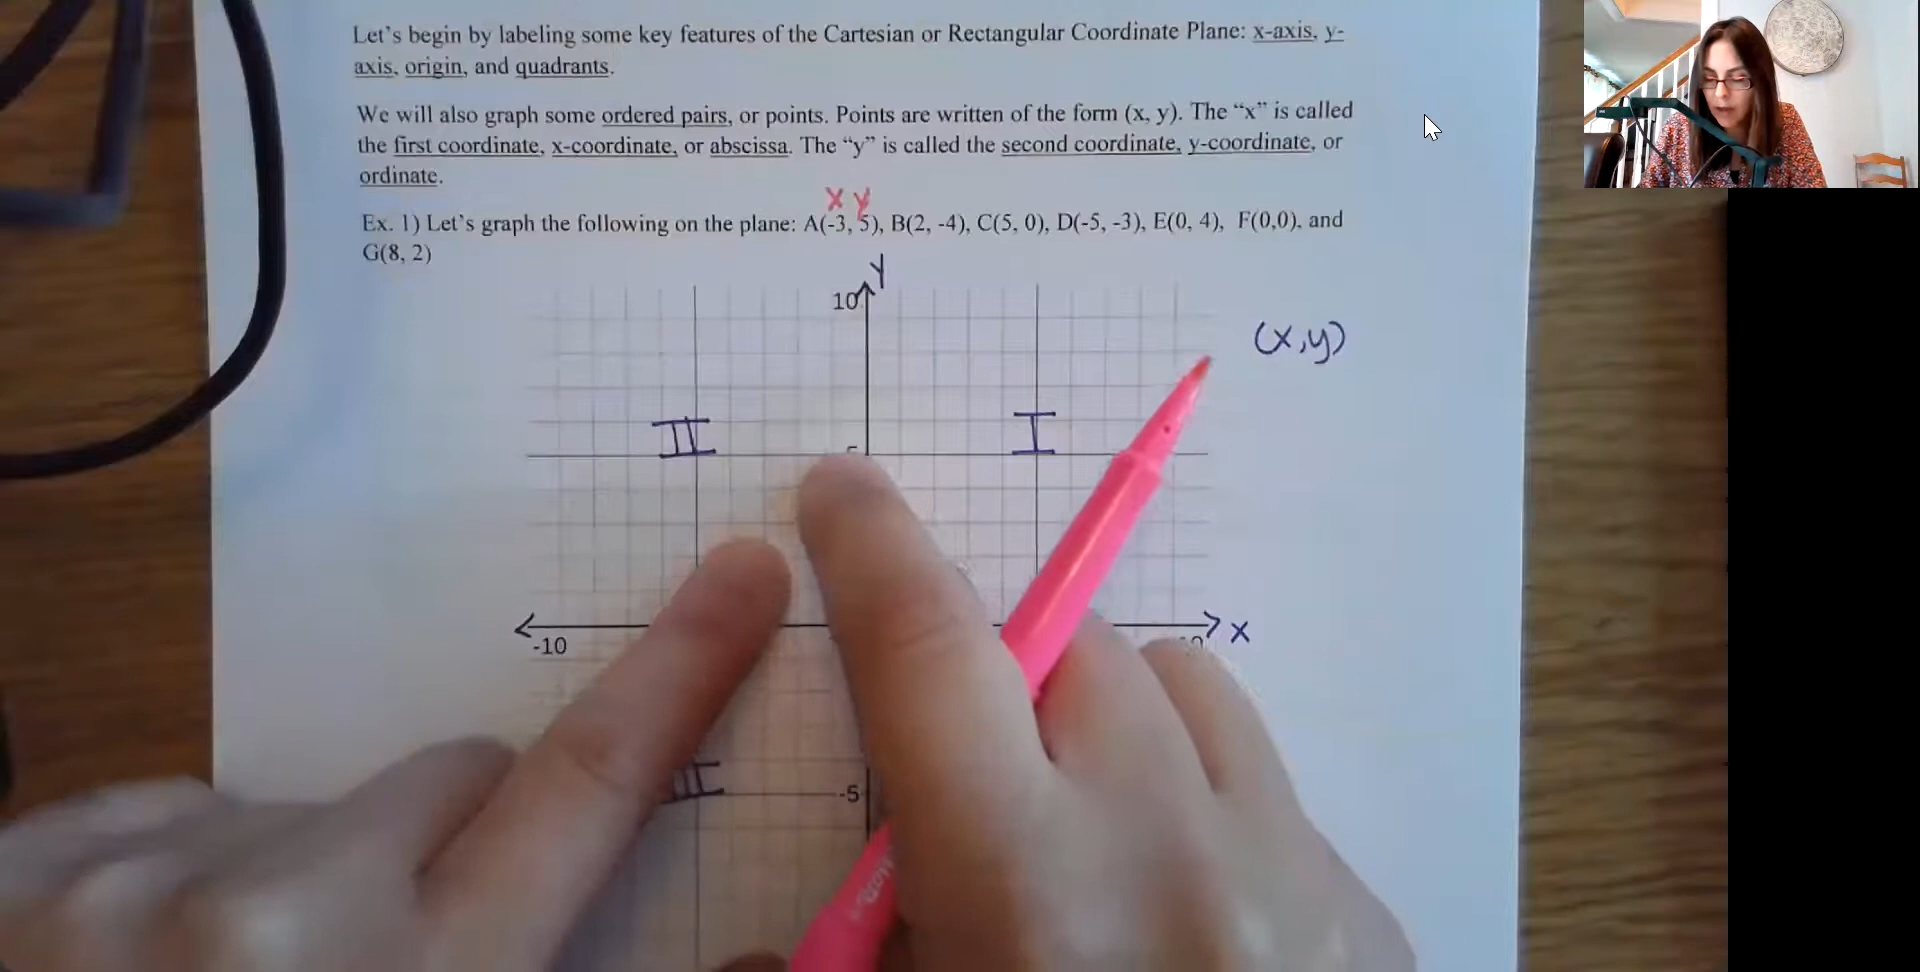 Let's begin by labeling some key features of the Cartesian or Rectangular Coordinate Plane: x-axis, y-
axis, origin, and quadrants.
We will also graph some ordered pairs, or points. Points are written of the form (x, y). The “x” is called
the first coordinate, x-coordinate, or abscissa. The “y” is called the second coordinate, y-coordinate, or
ordinate.
X y
Ex. 1) Let's graph the following on the plane: A(-3, 5), B(2, -4), C(5, 0), D(-5, -3), E(0, 4), F(0,0), and
G(8, 2)
Y
10
(x,y)
II
I
-10
X
III
-5